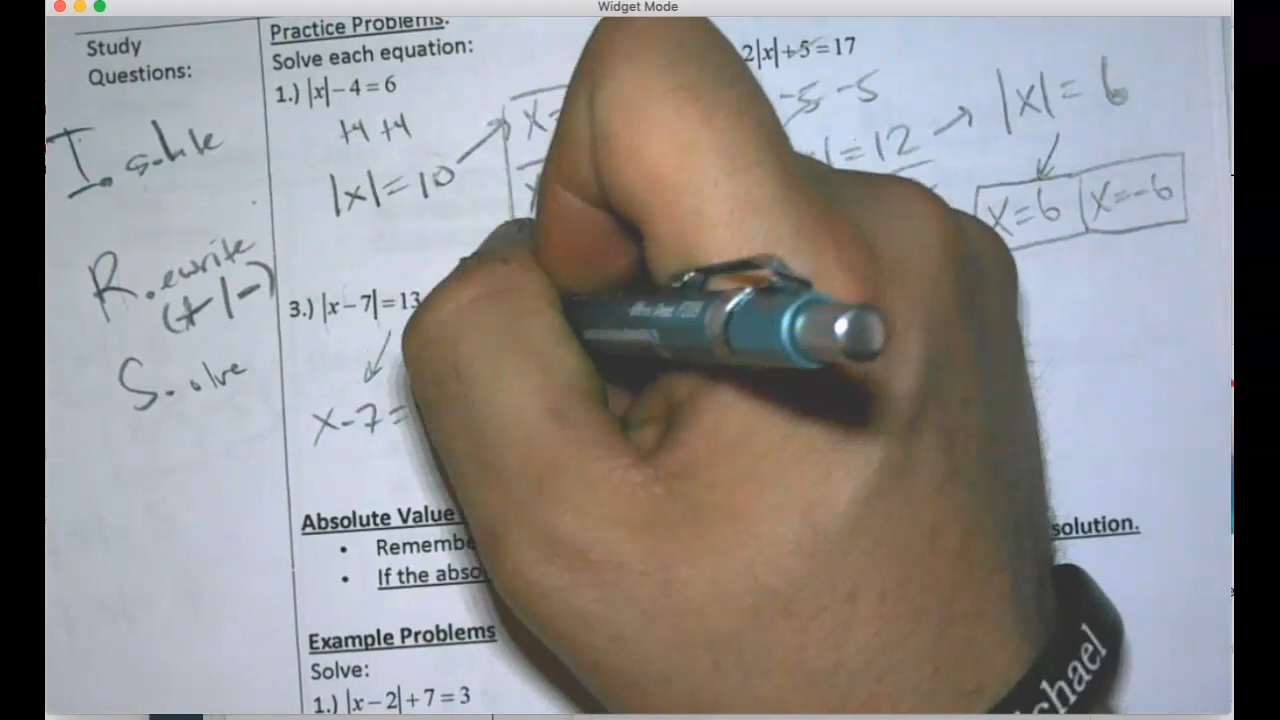 Widget Mode
Study
Questions:
I. solate
R. ewrite
(+/-)
S. olve
Practice Problems:
Solve each equation:
1.) |x| – 4 = 6
+4 +4
|x| = 10
x=
3.) |x – 7| = 13
x-7=
2|x| + 5 = 17
-5 -5
| = 12
|x| = 6
x=6
x=-6
Absolute Value
solution.
• 
• If the
Example Problems
Solve:
1.) |x – 2| + 7 = 3
chael